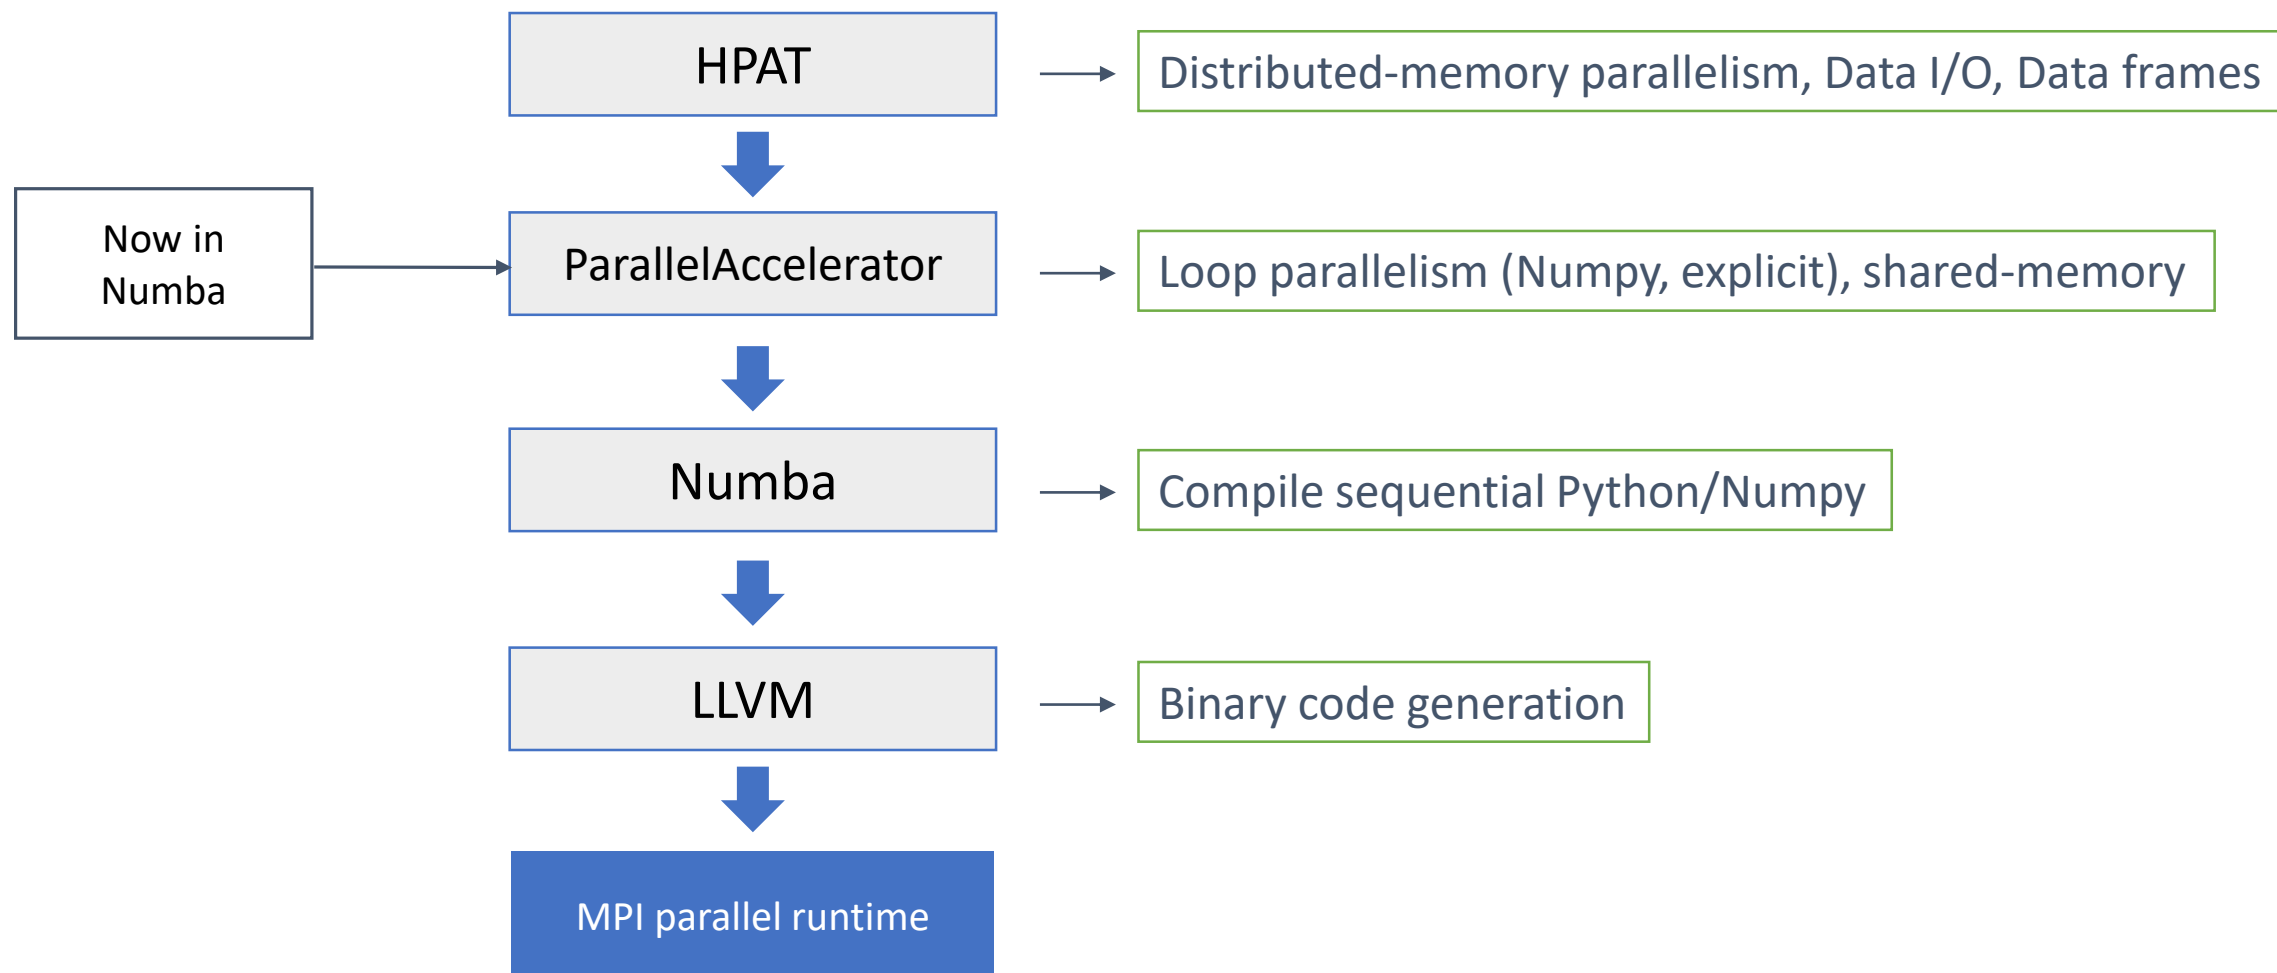 HPAT
Distributed-memory parallelism, Data I/O, Data frames
Now in
Numba
ParallelAccelerator
Loop parallelism (Numpy, explicit), shared-memory
Numba
Compile sequential Python/Numpy
LLVM
Binary code generation
MPI parallel runtime